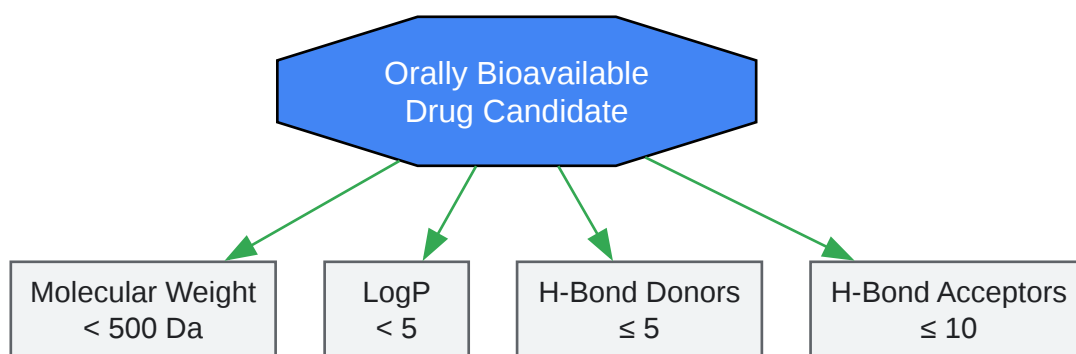 Orally Bioavailable
Drug Candidate
Molecular Weight
< 500 Da
LogP
< 5
H-Bond Donors
≤ 5
H-Bond Acceptors
≤ 10